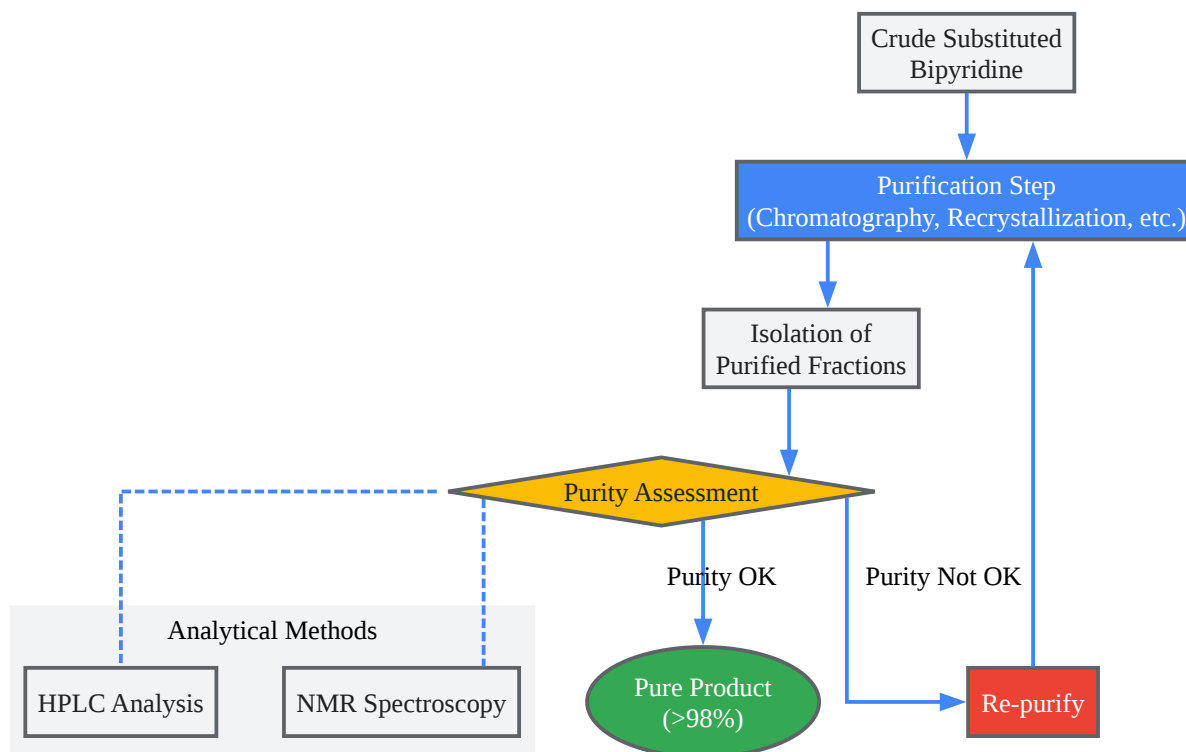 Crude Substituted
Bipyridine
Purification Step
(Chromatography, Recrystallization, etc.)
Isolation of
Purified Fractions
Purity Assessment
Purity OK
Purity Not OK
Analytical Methods
HPLC Analysis
NMR Spectroscopy
Pure Product
(>98%)
Re-purify